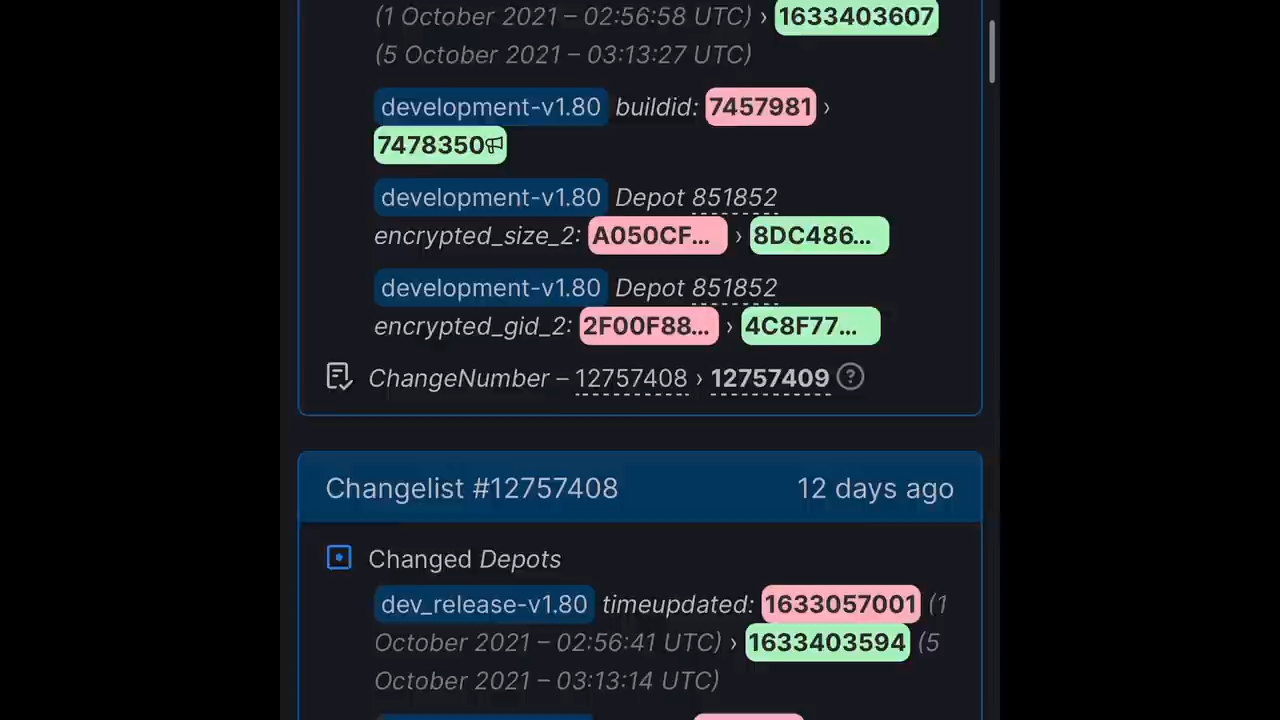 (1 October 2021 – 02:56:58 UTC) › 1633403607
(5 October 2021 – 03:13:27 UTC)
development-v1.80 buildid: 7457981 ›
7478350
development-v1.80 Depot 851852
encrypted_size_2: A050CF... › 8DC486...
development-v1.80 Depot 851852
encrypted_gid_2: 2F00F88... › 4C8F77...
ChangeNumber – 12757408 › 12757409 ?
Changelist #12757408 12 days ago
Changed Depots
dev_release-v1.80 timeupdated: 1633057001 (1
October 2021 – 02:56:41 UTC) › 1633403594 (5
October 2021 – 03:13:14 UTC)